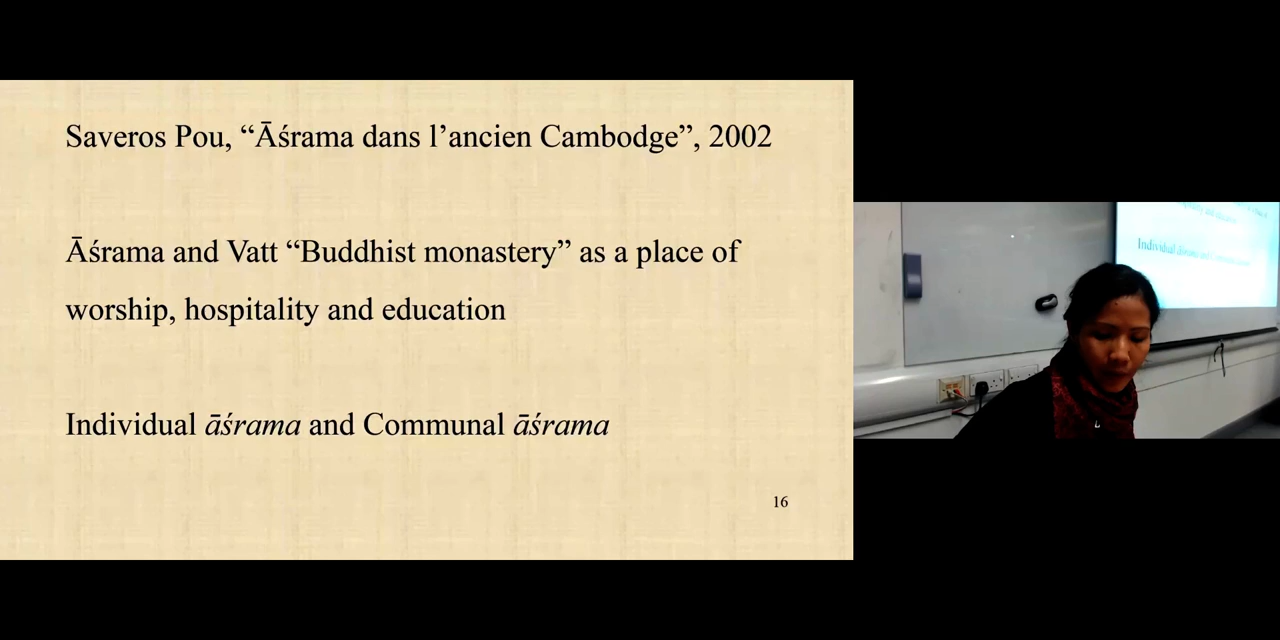 Saveros Pou, “Āśrama dans l’ancien Cambodge”, 2002
Āśrama and Vatt “Buddhist monastery” as a place of
worship, hospitality and education
Individual āśrama and Communal āśrama
16